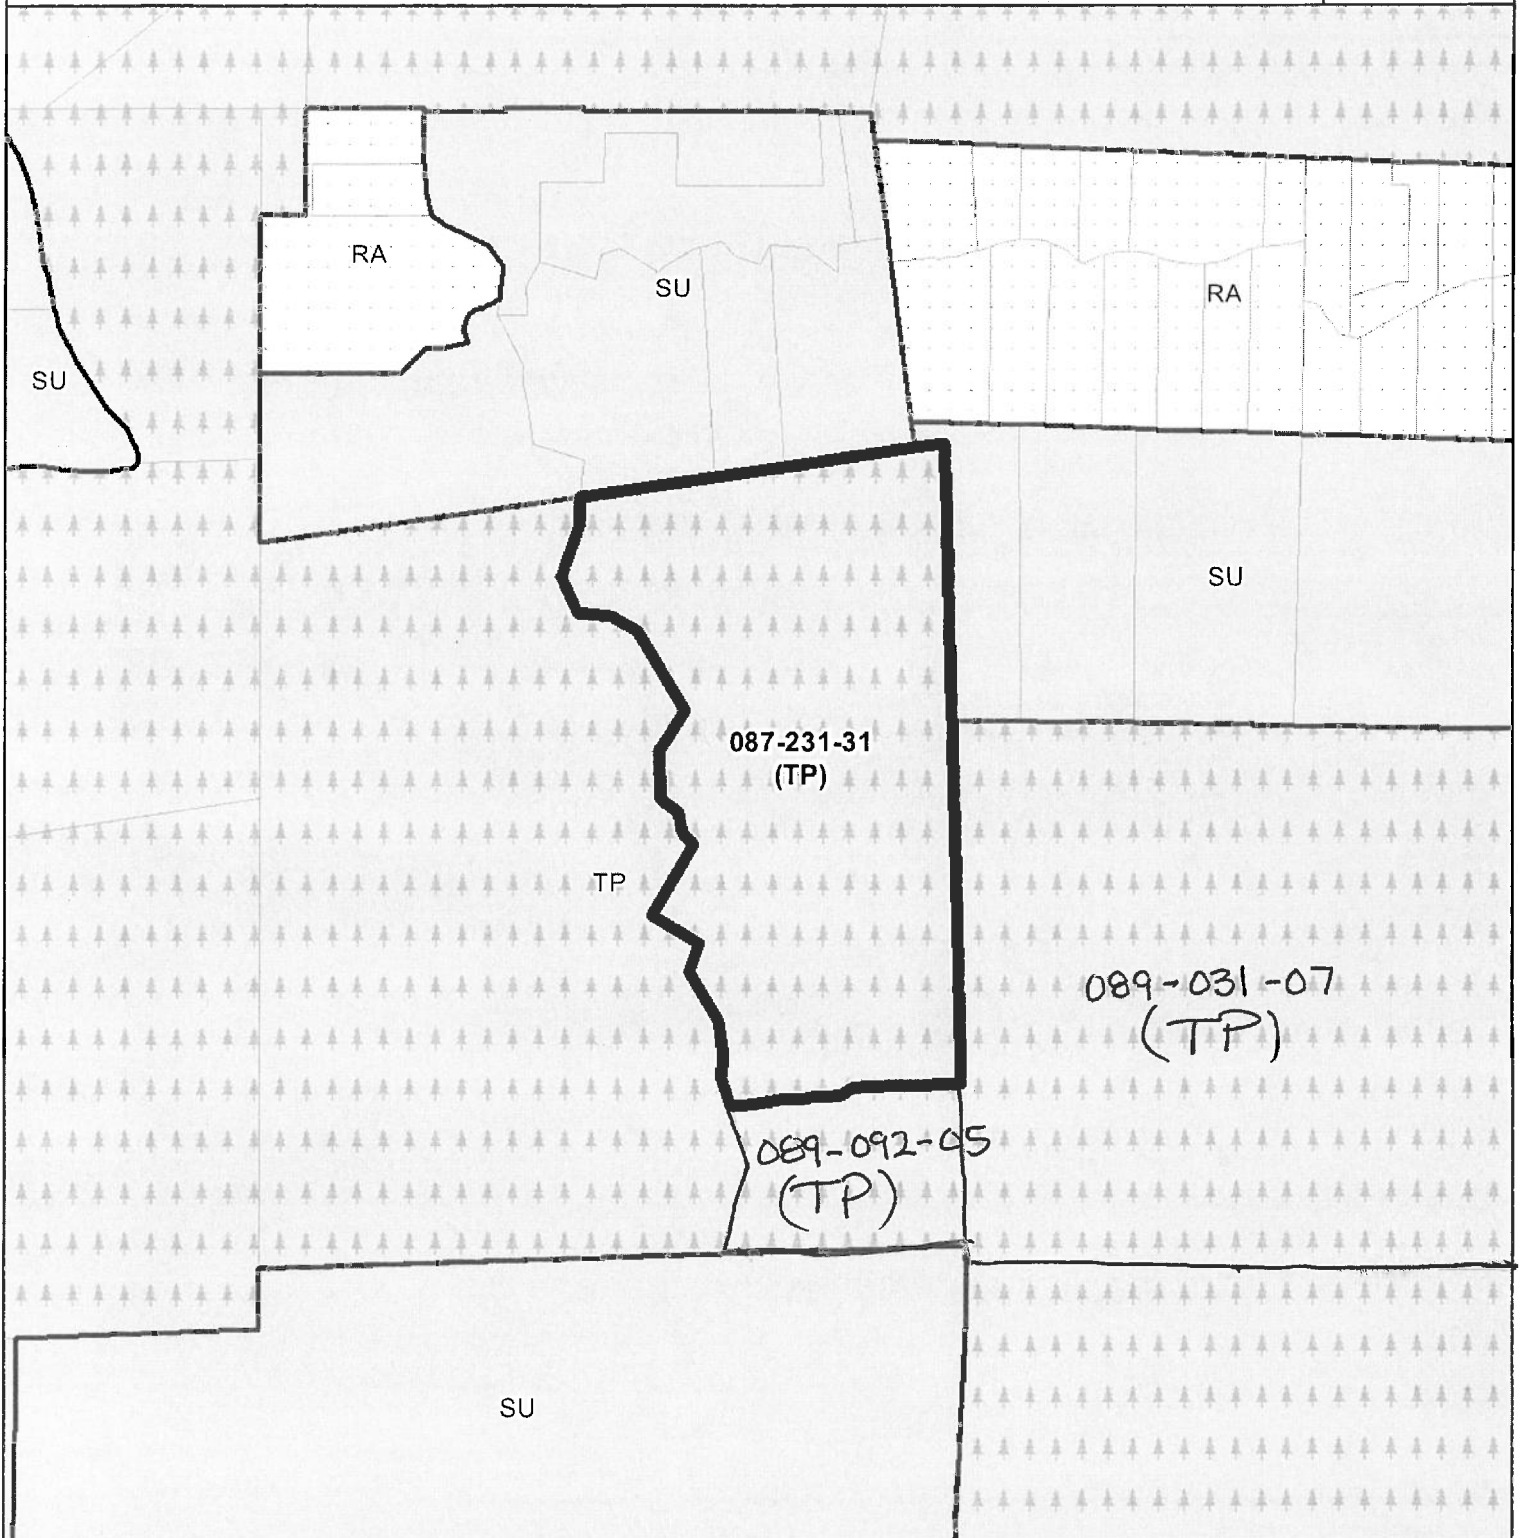 RA
SU
RA
SU
SU
087-231-31
(TP)
TP
089-031-07
(TP)
089-092-05
(TP)
SU